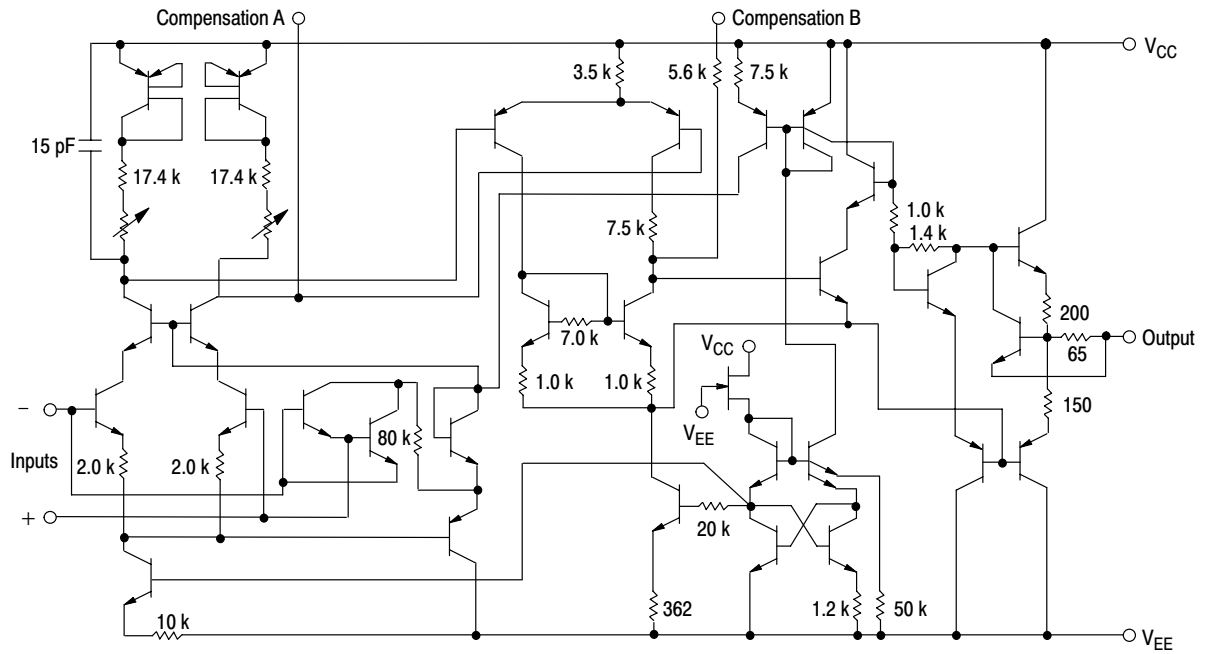 Compensation A
Compensation B
VCC
3.5 k
5.6 k
7.5 k
15 pF
17.4 k
17.4 k
1.0 k
7.5 k
1.4 k
200
7.0 k
Output
65
VCC
1.0 k
1.0 k
−
150
VEE
80 k
Inputs
2.0 k
2.0 k
+
20 k
362
1.2 k
50 k
10 k
VEE